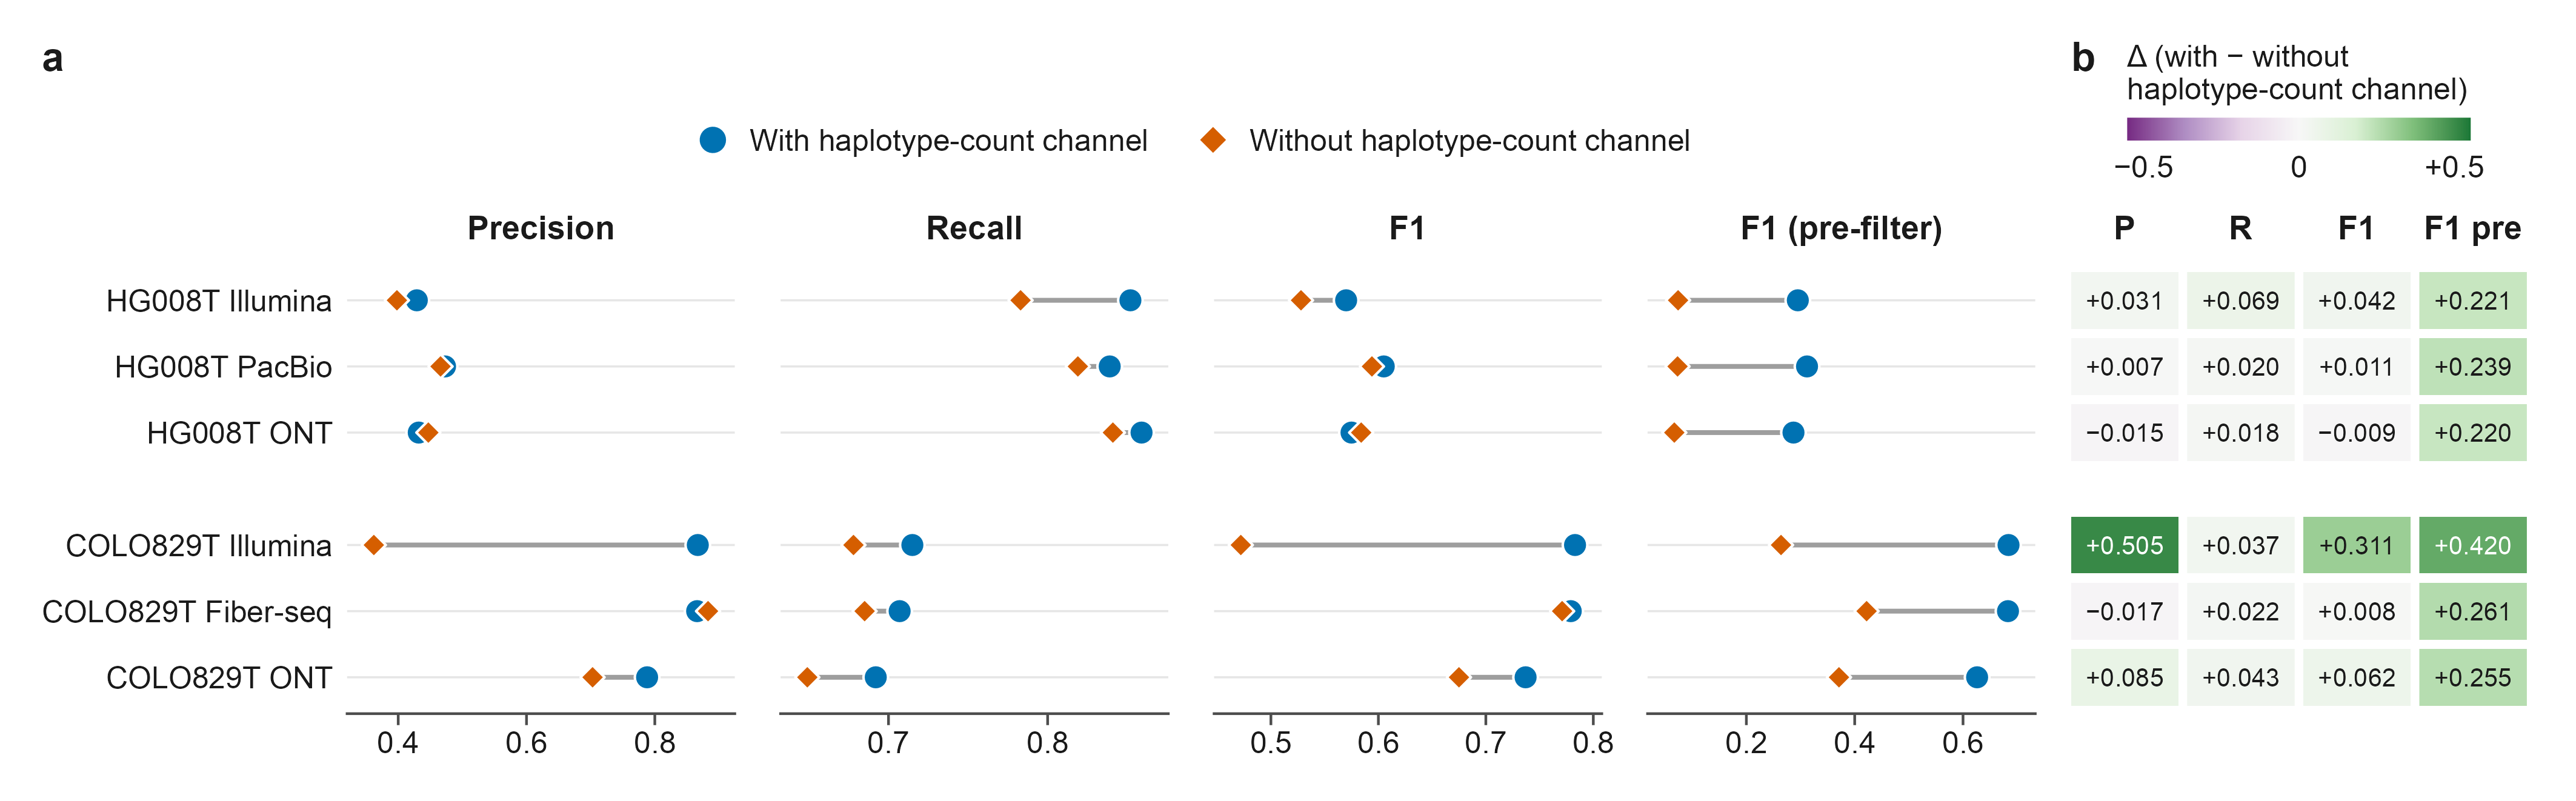 a
With haplotype-count channel
Without haplotype-count channel
Precision
Recall
F1
F1 (pre-filter)
HG008T Illumina
HG008T PacBio
HG008T ONT
COLO829T Illumina
COLO829T Fiber-seq
COLO829T ONT
0.4 0.6 0.8
0.7 0.8
0.5 0.6 0.7 0.8
0.2 0.4 0.6
b
Δ (with − without
haplotype-count channel)
−0.5 0 +0.5
P R F1 F1 pre
+0.031 +0.069 +0.042 +0.221
+0.007 +0.020 +0.011 +0.239
−0.015 +0.018 −0.009 +0.220
+0.505 +0.037 +0.311 +0.420
−0.017 +0.022 +0.008 +0.261
+0.085 +0.043 +0.062 +0.255